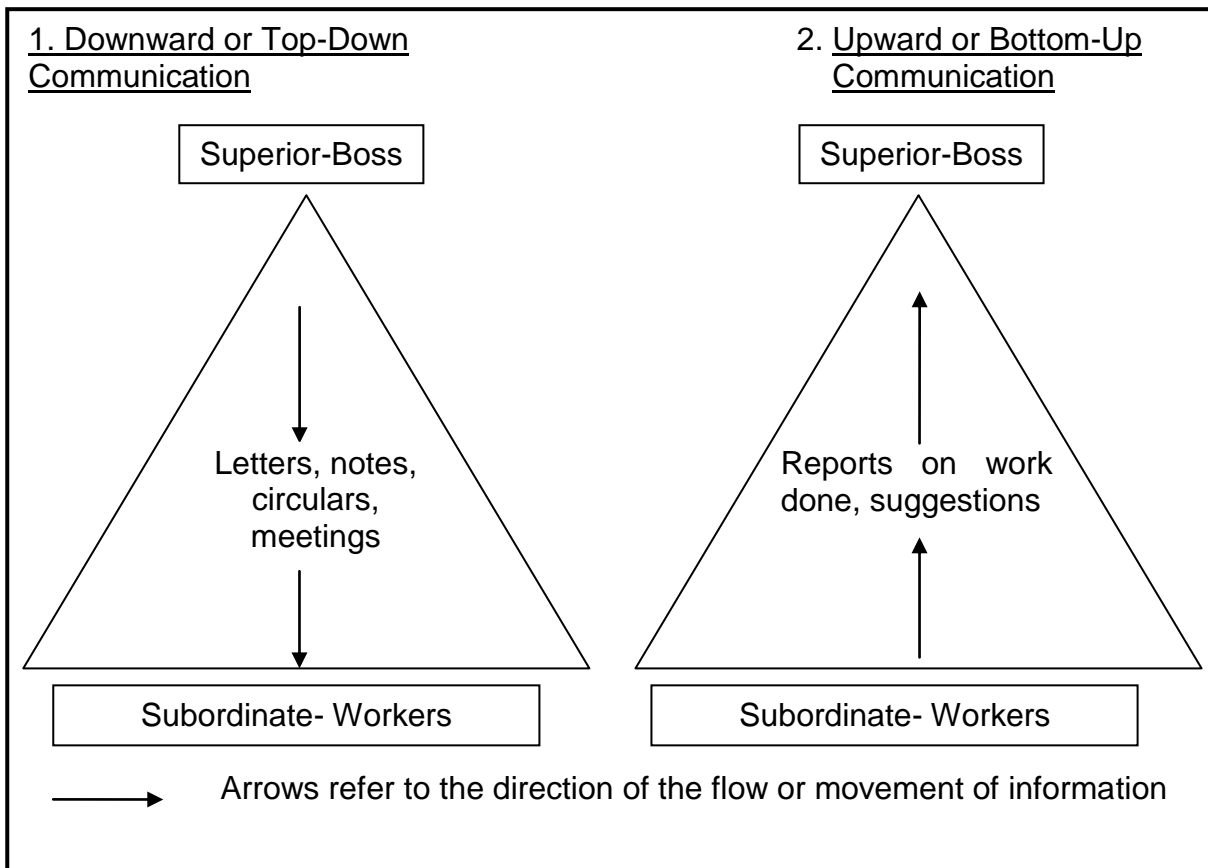 1. Downward or Top-Down
Communication
2. Upward or Bottom-Up
Communication
Superior-Boss
Superior-Boss
Letters, notes,
circulars,
meetings
Reports on work
done, suggestions
Subordinate- Workers
Subordinate- Workers
Arrows refer to the direction of the flow or movement of information